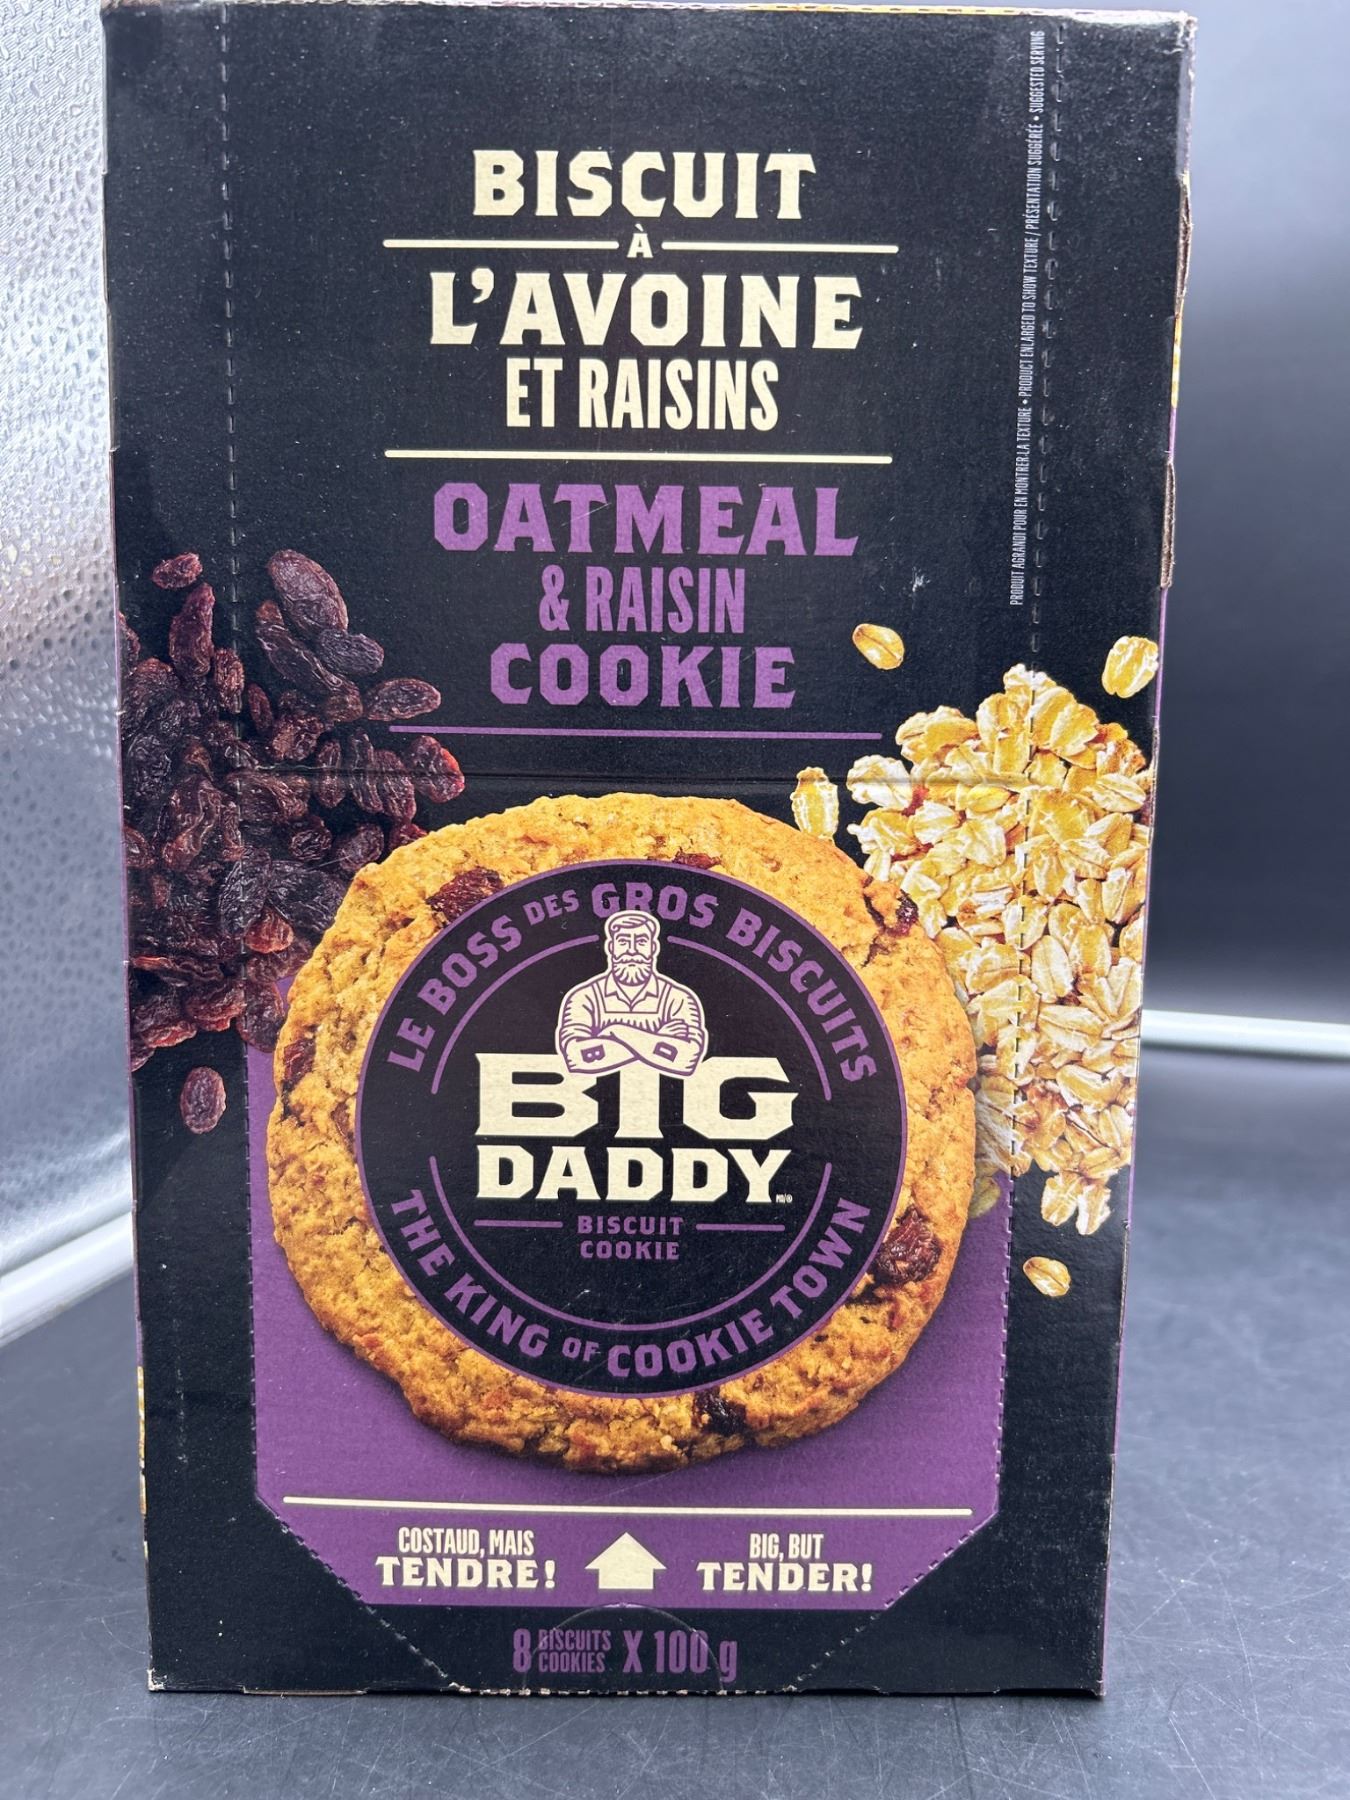 BISCUIT
À
L'AVOINE
ET RAISINS
OATMEAL
& RAISIN
COOKIE
PRODUIT AGRANDI POUR EN MONTRER LA TEXTURE • PRODUCT ENLARGED TO SHOW TEXTURE / PRÉSENTATION SUGGÉRÉE • SUGGESTED SERVING
LE BOSS DES GROS BISCUITS
B D
BIG
DADDY
BISCUIT
COOKIE
THE KING OF COOKIE TOWN
COSTAUD, MAIS
TENDRE!
BIG, BUT
TENDER!
8 BISCUITS COOKIES X 100 g